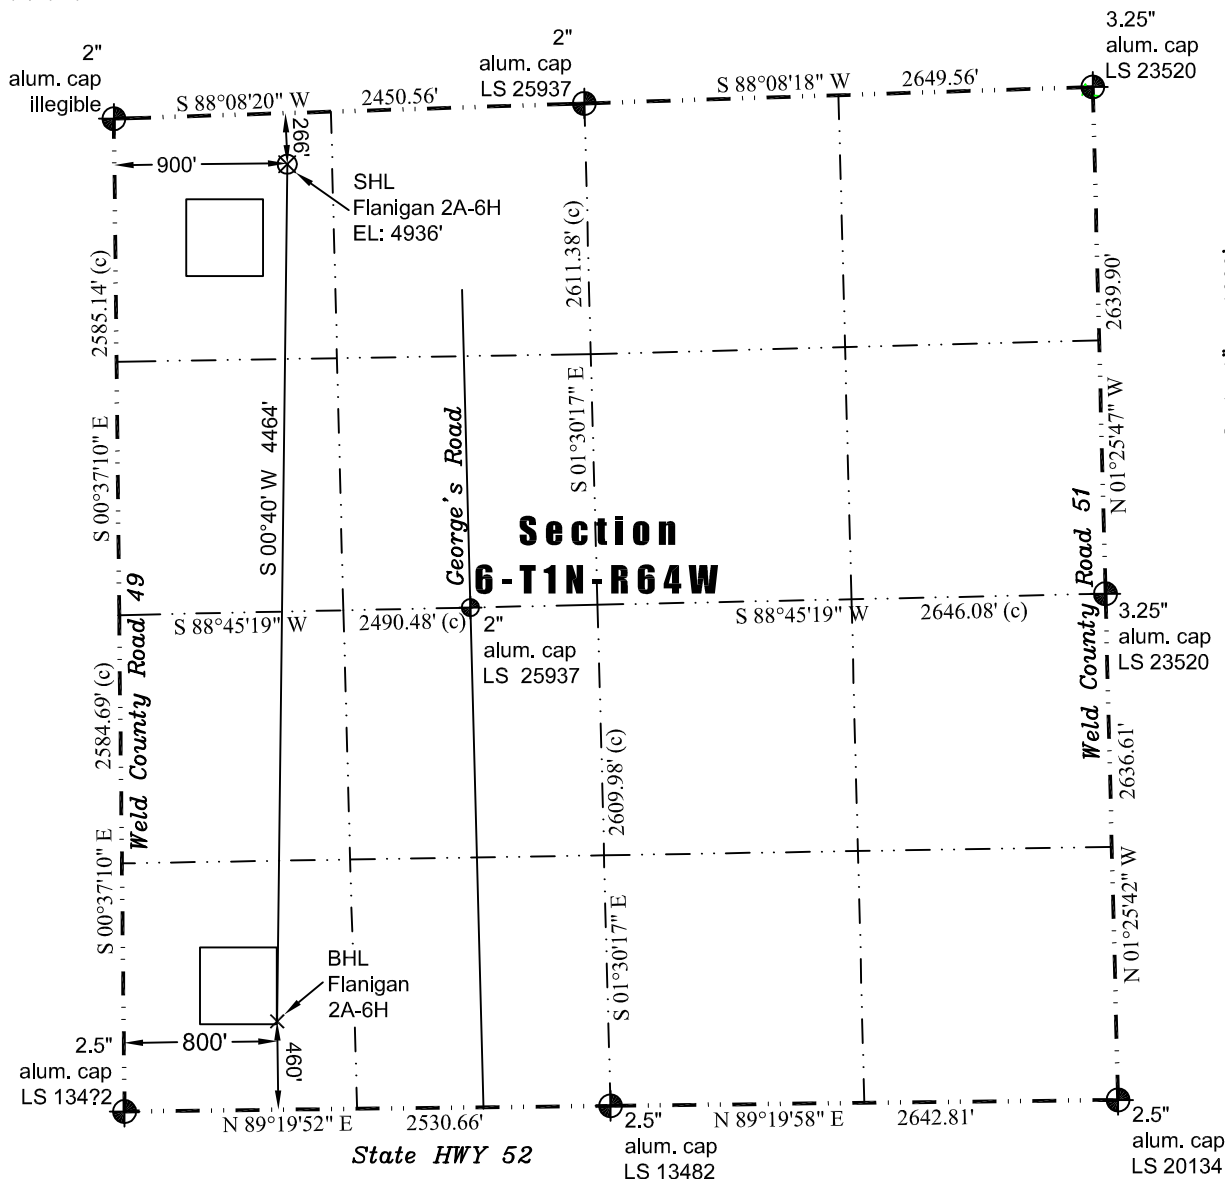 2"
alum. cap
illegible
S 88°08'20" W
2450.56'
2"
alum. cap
LS 25937
S 88°08'18" W
2649.56'
3.25"
alum. cap
LS 23520
266'
900'
SHL
Flanigan 2A-6H
EL: 4936'
2585.14' (c)
S 00°37'10" E
S 00°40' W 4464'
George's Road
2611.38' (c)
S 01°30'17" E
2639.90'
N 01°25'47" W
Section
6-T1N-R64W
Weld County Road 49
S 88°45'19" W
2490.48' (c)
2"
alum. cap
LS 25937
S 88°45'19" W
2646.08' (c)
3.25"
alum. cap
LS 23520
Weld County Road 51
2584.69' (c)
S 00°37'10" E
2609.98' (c)
S 01°30'17" E
2636.61'
N 01°25'42" W
BHL
Flanigan
2A-6H
800'
460'
2.5"
alum. cap
LS 134?2
N 89°19'52" E
2530.66'
State HWY 52
2.5"
alum. cap
LS 13482
N 89°19'58" E
2642.81'
2.5"
alum. cap
LS 20134